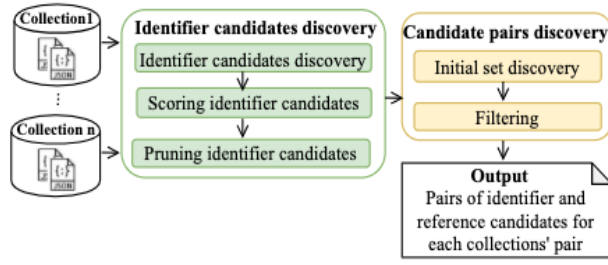 Collection1
{:}
JSON
⋮
Collection n
{:}
JSON
Identifier candidates discovery
Identifier candidates discovery
Scoring identifier candidates
Pruning identifier candidates
Candidate pairs discovery
Initial set discovery
Filtering
Output
Pairs of identifier and
reference candidates for
each collections' pair